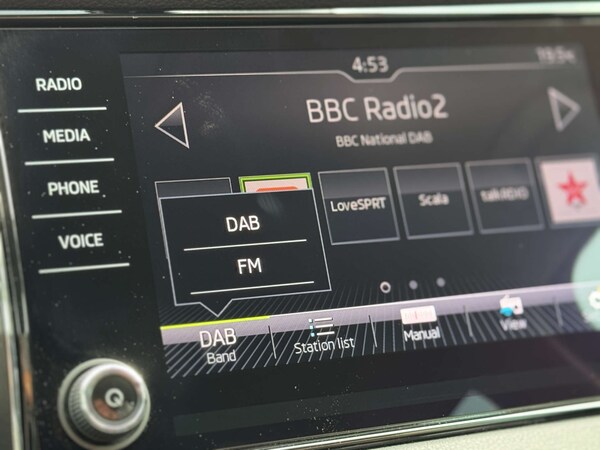 4:53
RADIO
MEDIA
PHONE
VOICE
BBC Radio2
BBC National DAB
LoveSPRT
Scala
talkRDIO
DAB
FM
DAB
Band
Station list
Manual
View